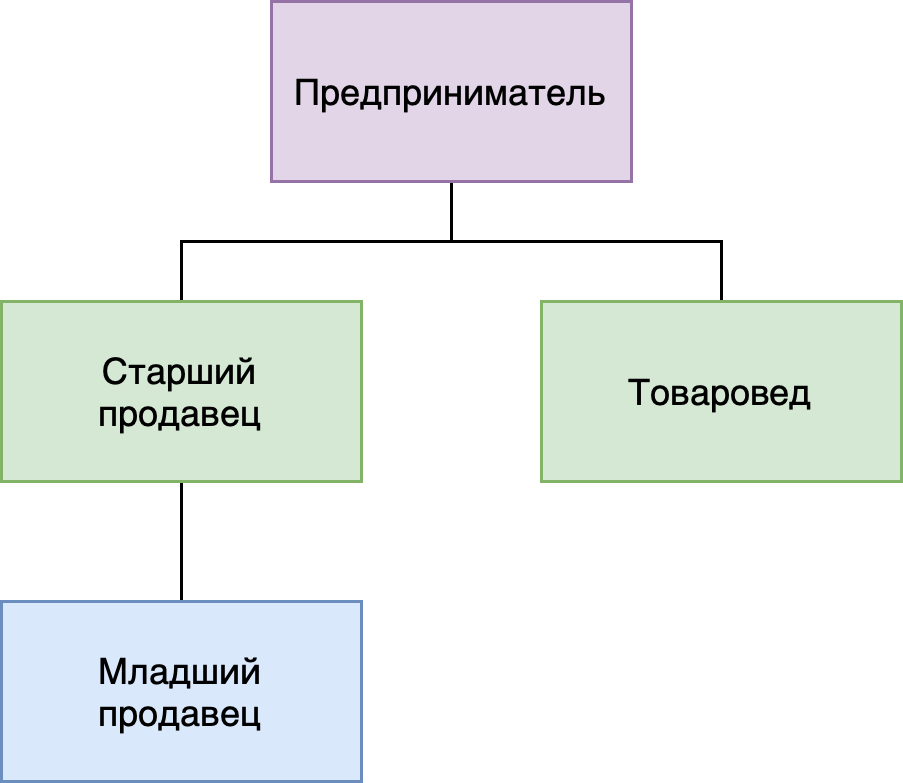 Предприниматель
Старший
продавец
Товаровед
Младший
продавец